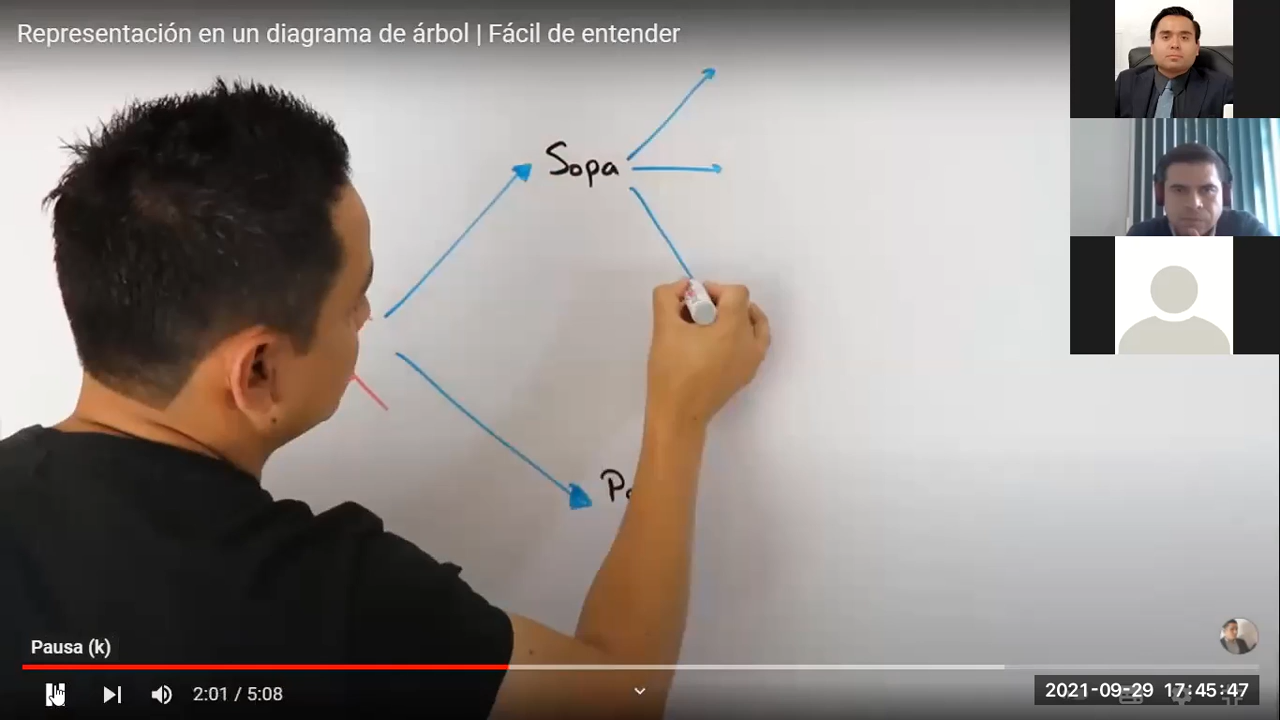 Representación en un diagrama de árbol | Fácil de entender
Sopa
Pausa (k)
2:01 / 5:08
2021-09-29 17:45:47